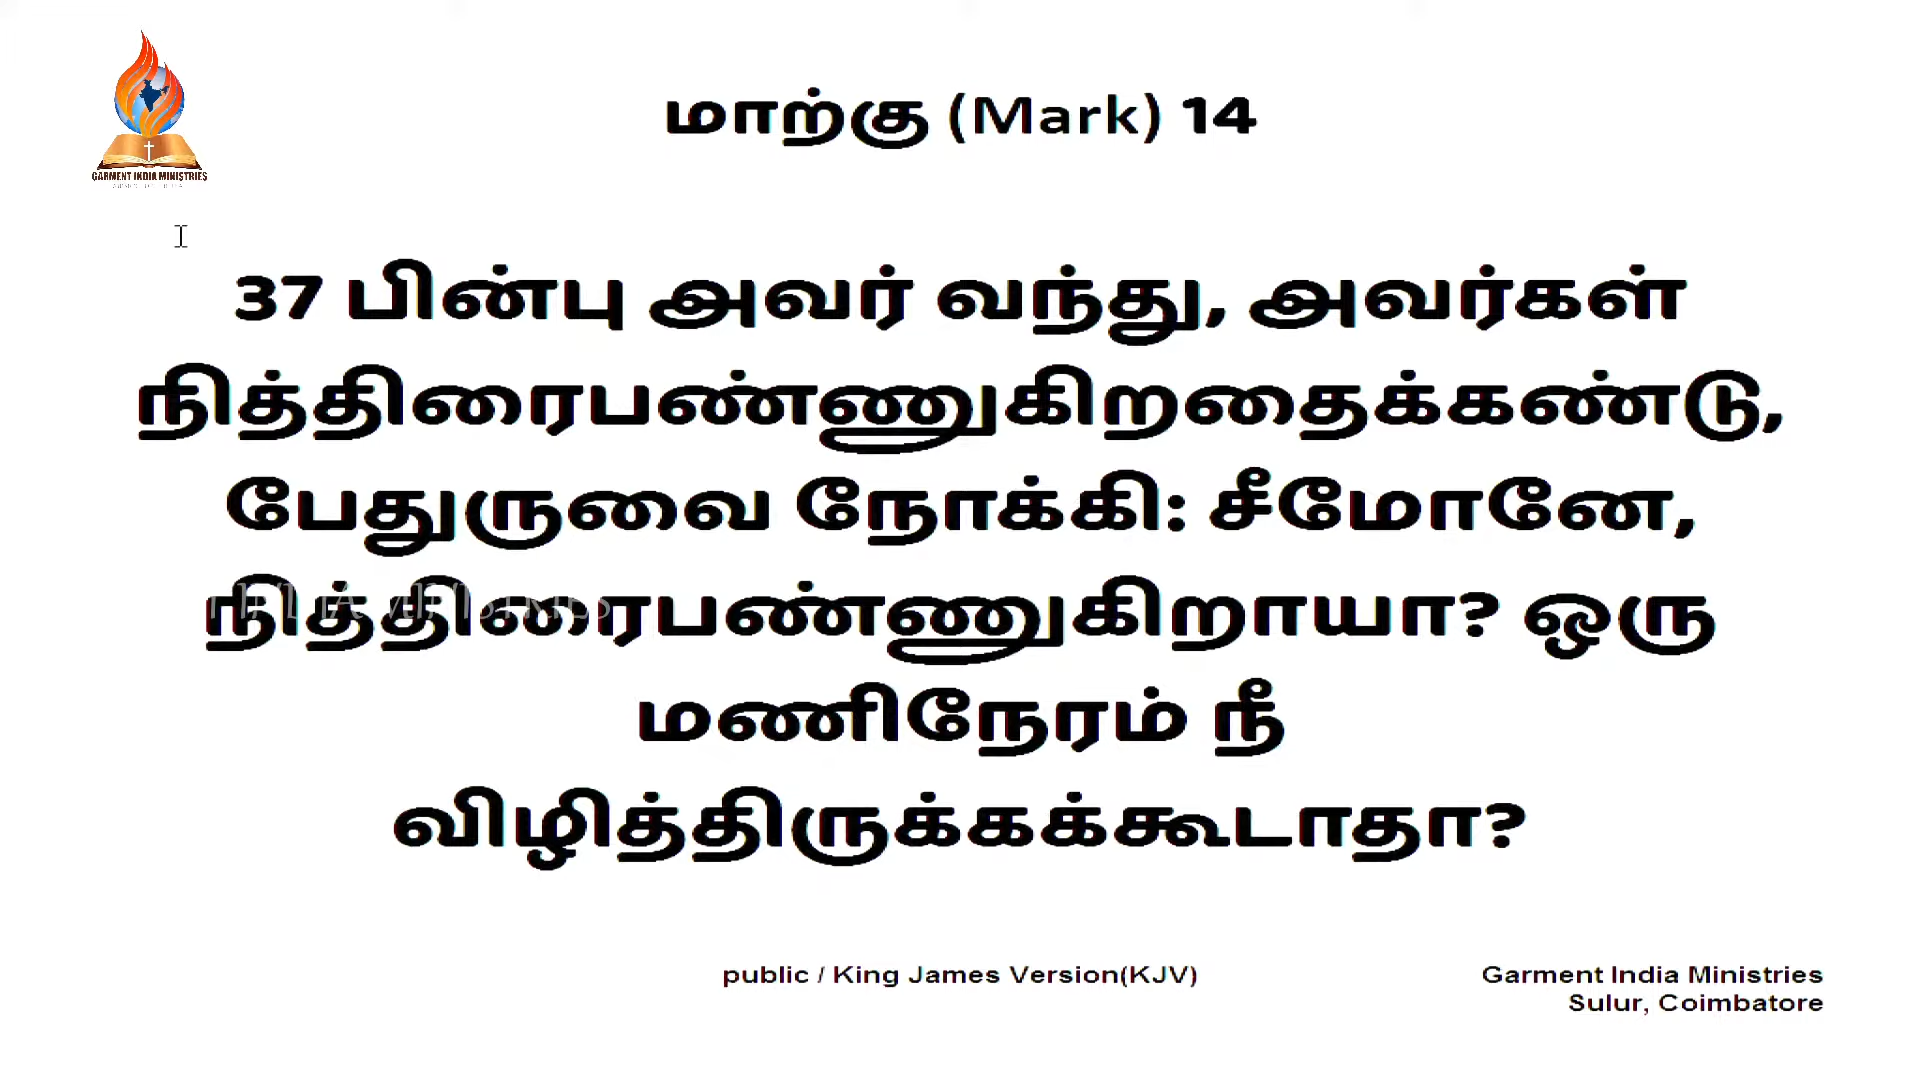 GARMENT INDIA MINISTRIES
மாற்கு (Mark) 14
37 பின்பு அவர் வந்து, அவர்கள்
நித்திரைபண்ணுகிறதைக்கண்டு,
பேதுருவை நோக்கி: சீமோனே,
நித்திரைபண்ணுகிறாயா? ஒரு
மணிநேரம் நீ
விழித்திருக்கக்கூடாதா?
public / King James Version(KJV)
Garment India Ministries
Sulur, Coimbatore